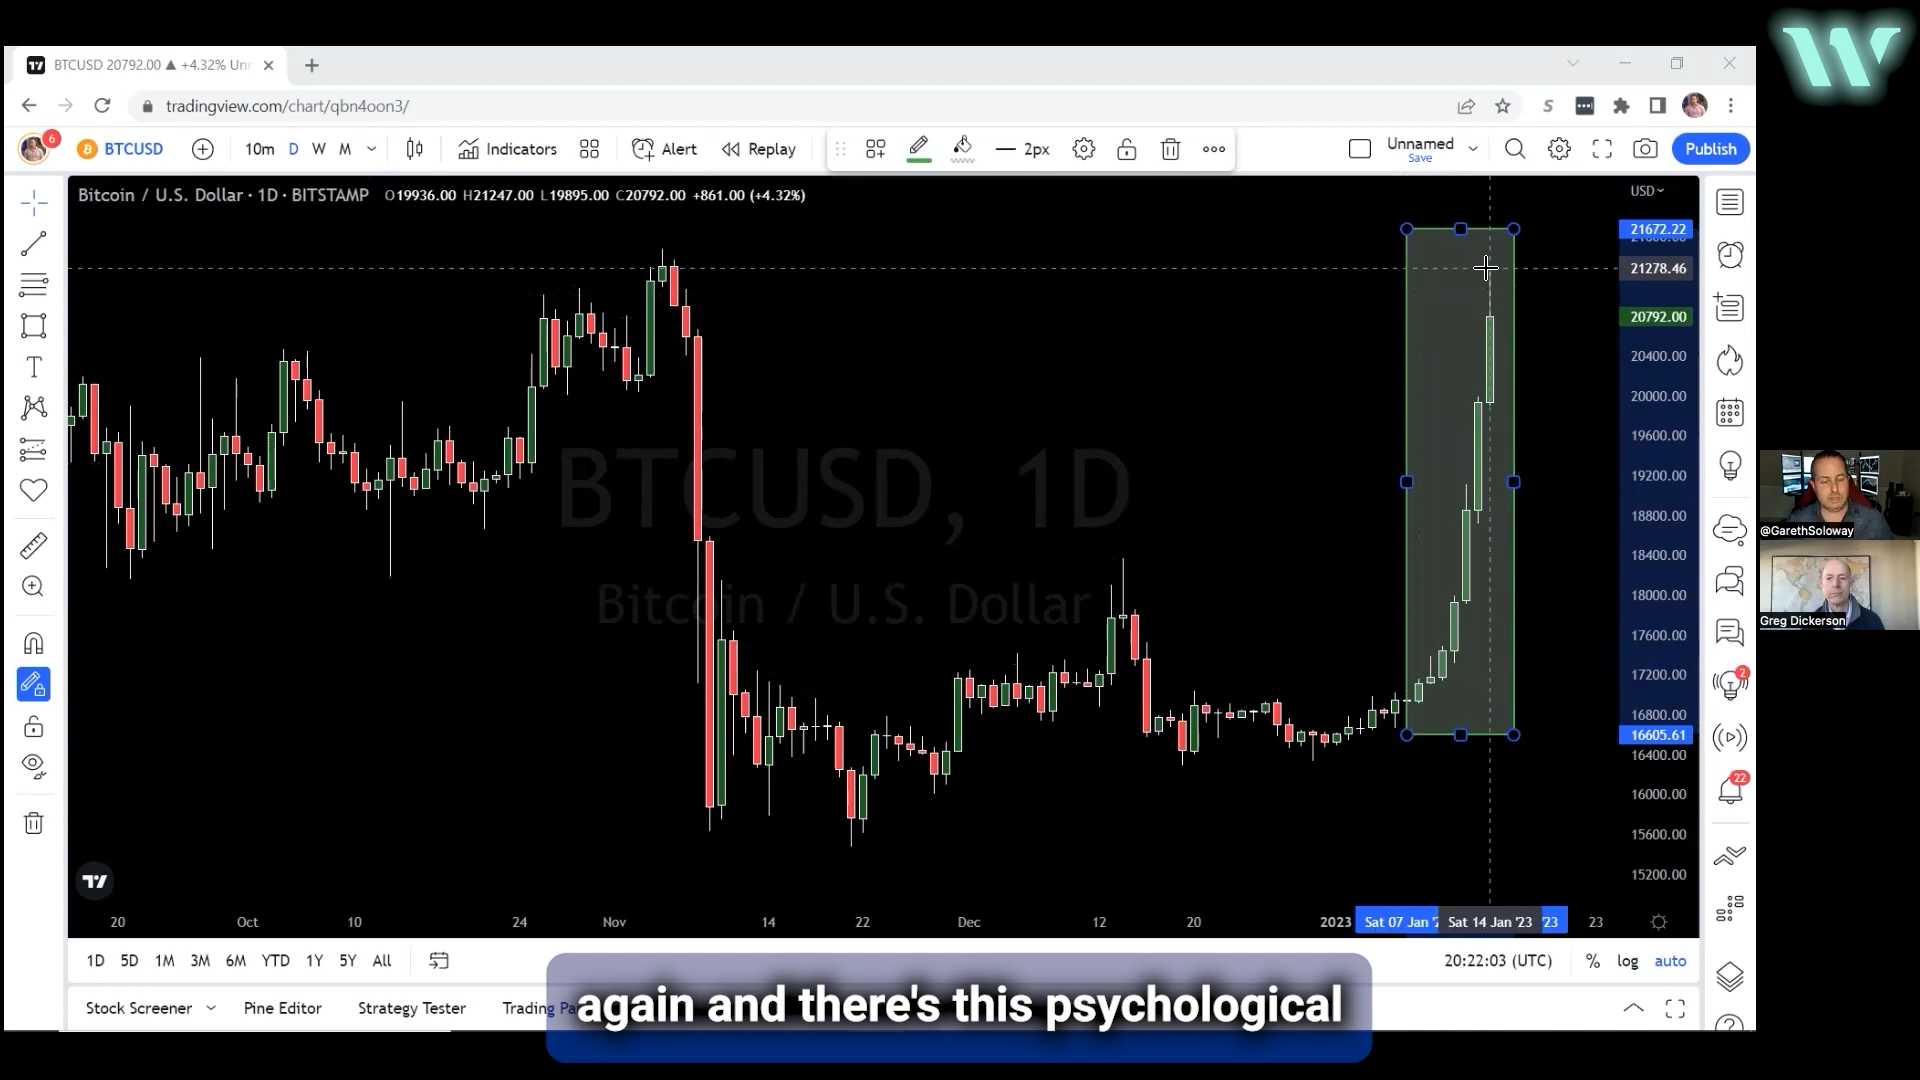 W
BTCUSD 20792.00 ▲ +4.32% Unn
tradingview.com/chart/qbn4oon3/
S
6
BTCUSD
10m D W M
Indicators
Alert
Replay
2px
Unnamed
Save
Publish
Bitcoin / U.S. Dollar · 1D · BITSTAMP O19936.00 H21247.00 L19895.00 C20792.00 +861.00 (+4.32%)
USD
21672.22
21278.46
20792.00
20400.00
20000.00
19600.00
19200.00
18800.00
18400.00
18000.00
17600.00
17200.00
16800.00
16605.61
16400.00
16000.00
15600.00
15200.00
BTCUSD, 1D
Bitcoin / U.S. Dollar
@GarethSoloway
Greg Dickerson
2
22
20 Oct 10 24 Nov 14 22 Dec 12 20 2023 Sat 07 Jan '2 Sat 14 Jan '23 '23 23
1D 5D 1M 3M 6M YTD 1Y 5Y All
20:22:03 (UTC) % log auto
Stock Screener Pine Editor Strategy Tester Trading Pa
again and there's this psychological